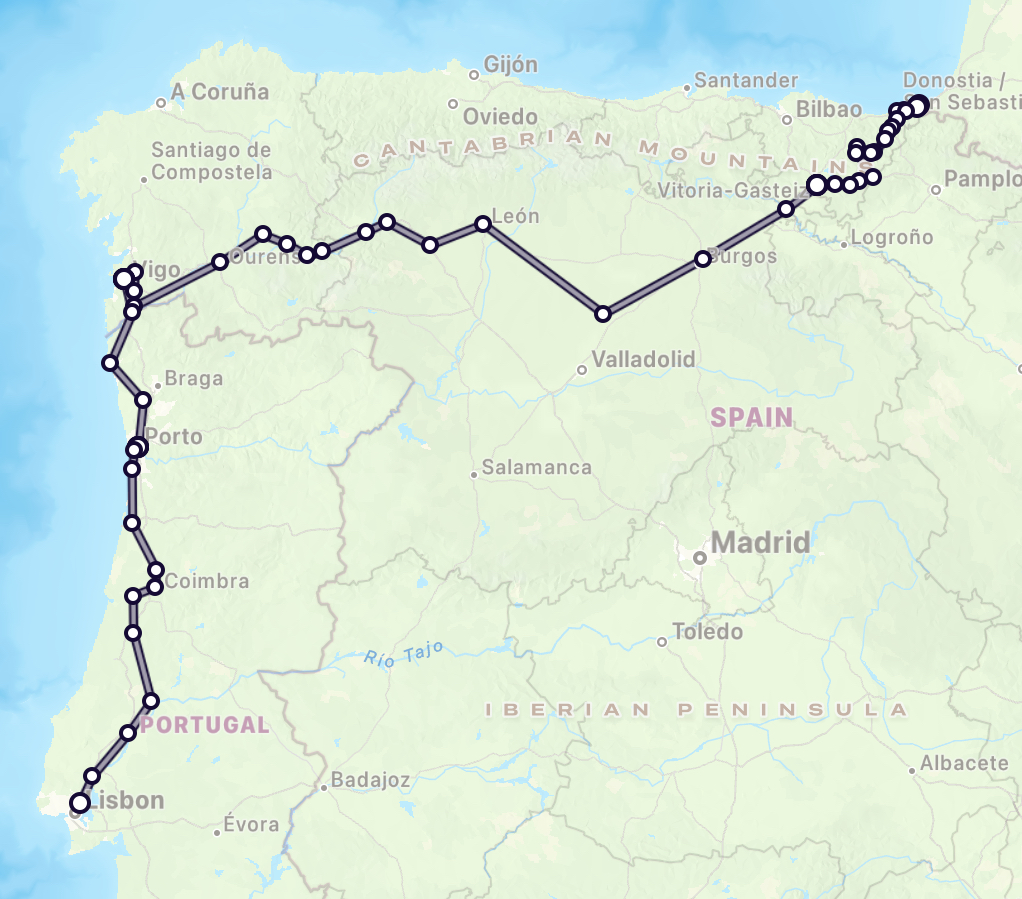 Gijón
Donostia /
Santander
n Sebasti
A Coruña
Bilbao
Oviedo
CANTABRIAN MOUNTAINS
Santiago de
Compostela
Pamplo
Vitoria-Gasteiz
León
Logroño
Burgos
Ourens
Vigo
Valladolid
Braga
SPAIN
Porto
Salamanca
Madrid
Coimbra
Toledo
Río Tajo
IBERIAN PENINSULA
PORTUGAL
Albacete
Badajoz
Lisbon
Évora